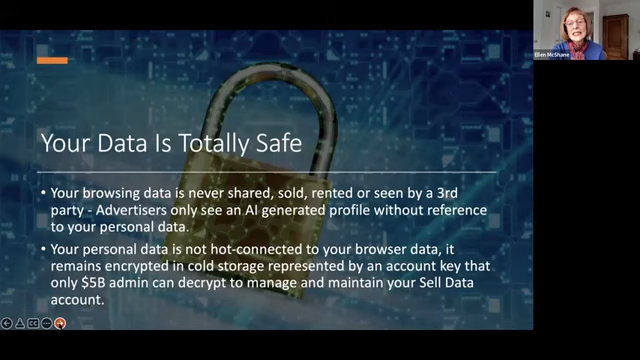 Ellen McShane
Your Data Is Totally Safe
• Your browsing data is never shared, sold, rented or seen by a 3rd
party - Advertisers only see an AI generated profile without reference
to your personal data.
• Your personal data is not hot-connected to your browser data, it
remains encrypted in cold storage represented by an account key that
only $5B admin can decrypt to manage and maintain your Sell Data
account.